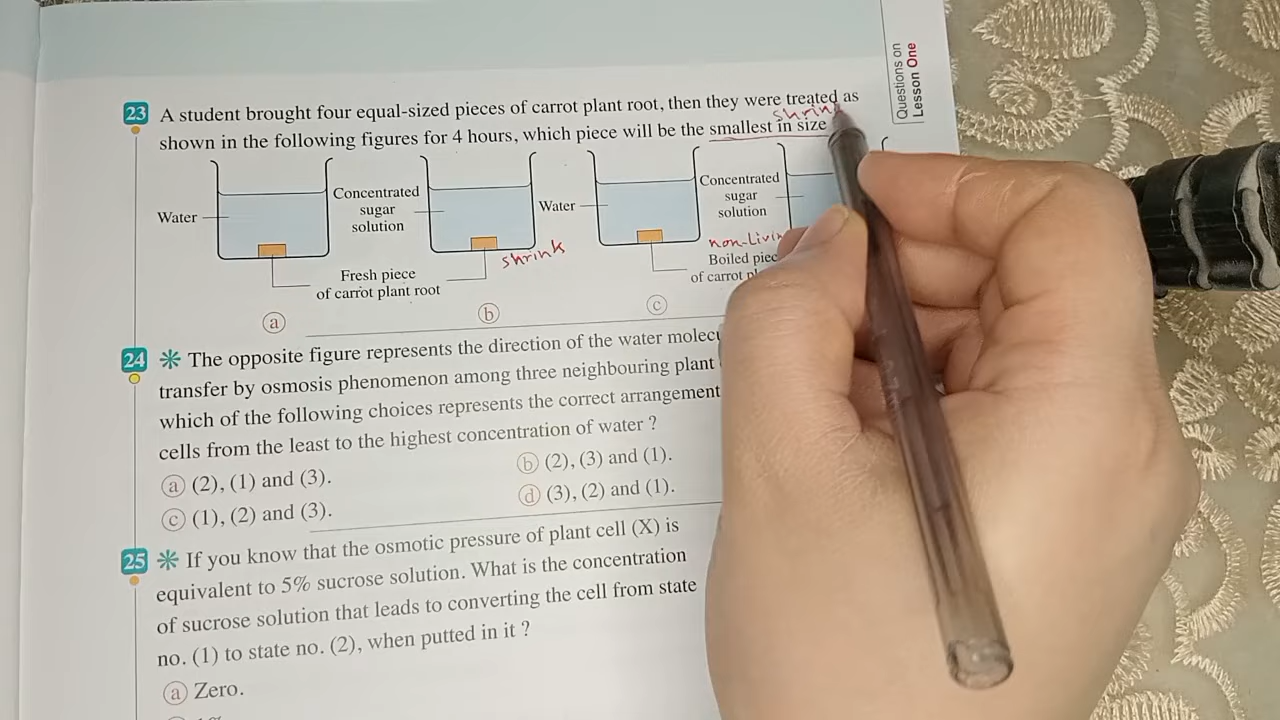 Questions on
Lesson One
23 A student brought four equal-sized pieces of carrot plant root, then they were treated as
shrink
shown in the following figures for 4 hours, which piece will be the smallest in size
Water
Concentrated
sugar
solution
Water
Concentrated
sugar
solution
shrink
Fresh piece
of carrot plant root
Boiled
of carrot
a
b
c
24 * The opposite figure represents the direction of the water
transfer by osmosis phenomenon among three neighbouring plant
which of the following choices represents the correct arrangement
cells from the least to the highest concentration of water ?
a (2), (1) and (3).
b (2), (3) and (1).
c (1), (2) and (3).
d (3), (2) and (1).
25 * If you know that the osmotic pressure of plant cell (X) is
equivalent to 5% sucrose solution. What is the concentration
of sucrose solution that leads to converting the cell from state
no. (1) to state no. (2), when putted in it ?
a Zero.